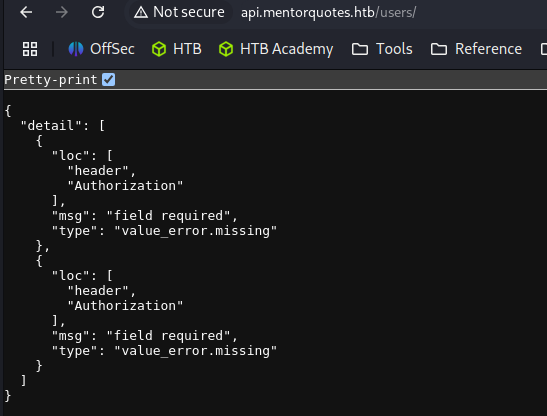 Not secure api.mentorquotes.htb/users/
OffSec HTB HTB Academy Tools Reference
Pretty-print
{
  "detail": [
    {
      "loc": [
        "header",
        "Authorization"
      ],
      "msg": "field required",
      "type": "value_error.missing"
    },
    {
      "loc": [
        "header",
        "Authorization"
      ],
      "msg": "field required",
      "type": "value_error.missing"
    }
  ]
}